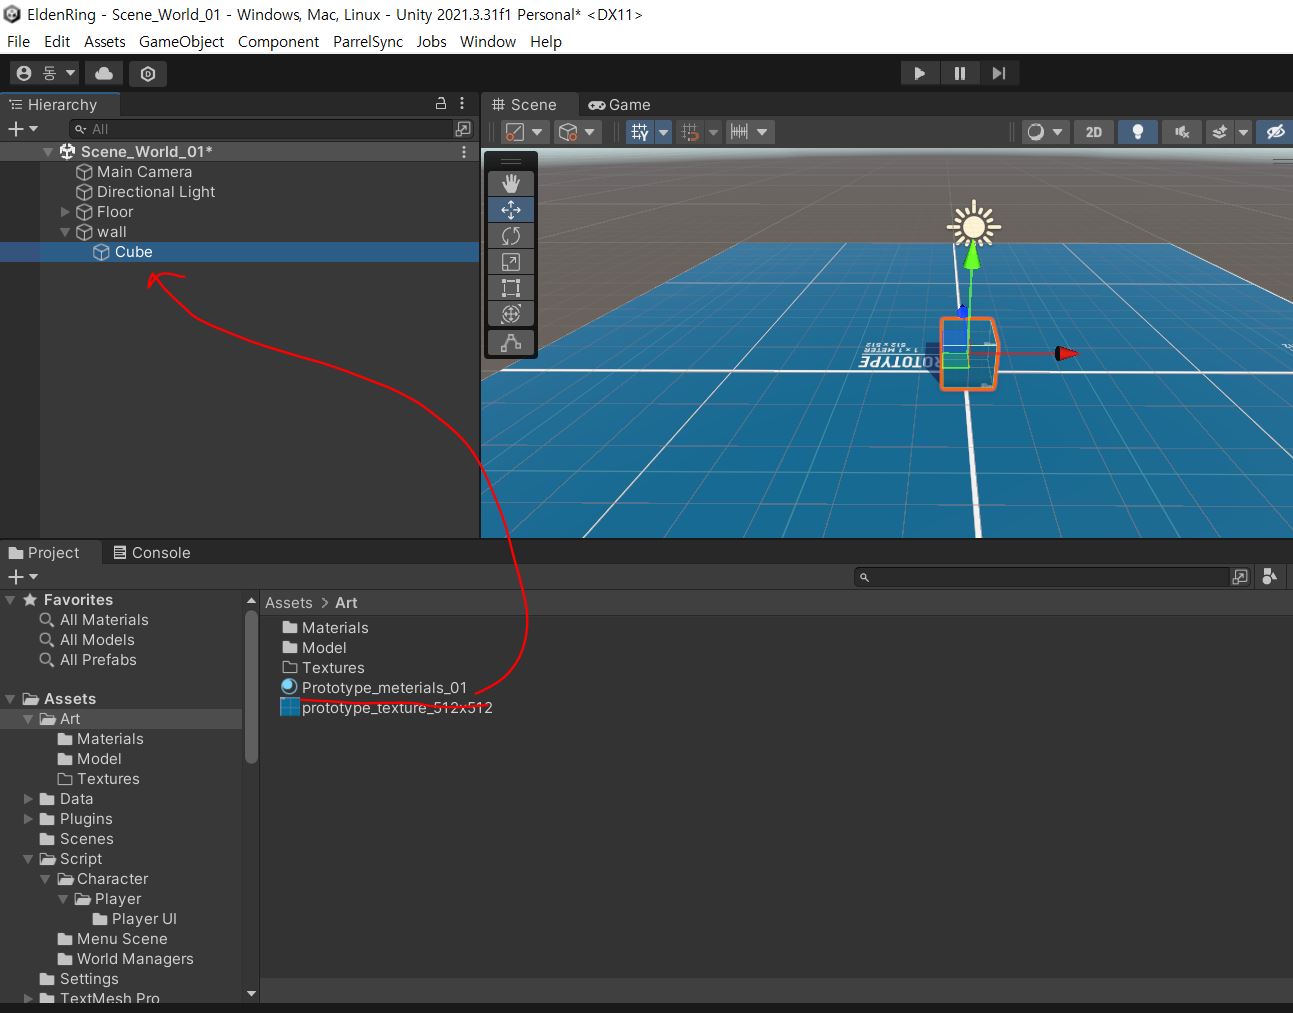 EldenRing - Scene_World_01 - Windows, Mac, Linux - Unity 2021.3.31f1 Personal* <DX11>
File Edit Assets GameObject Component ParrelSync Jobs Window Help
동
Hierarchy
All
Scene_World_01*
Main Camera
Directional Light
Floor
wall
Cube
Scene Game
2D
1 x 1 METER
512 x 512
Project Console
Favorites
All Materials
All Models
All Prefabs
Assets
Art
Materials
Model
Textures
Data
Plugins
Scenes
Script
Character
Player
Player UI
Menu Scene
World Managers
Settings
TextMesh Pro
Assets > Art
Materials
Model
Textures
Prototype_meterials_01
prototype_texture_512x512